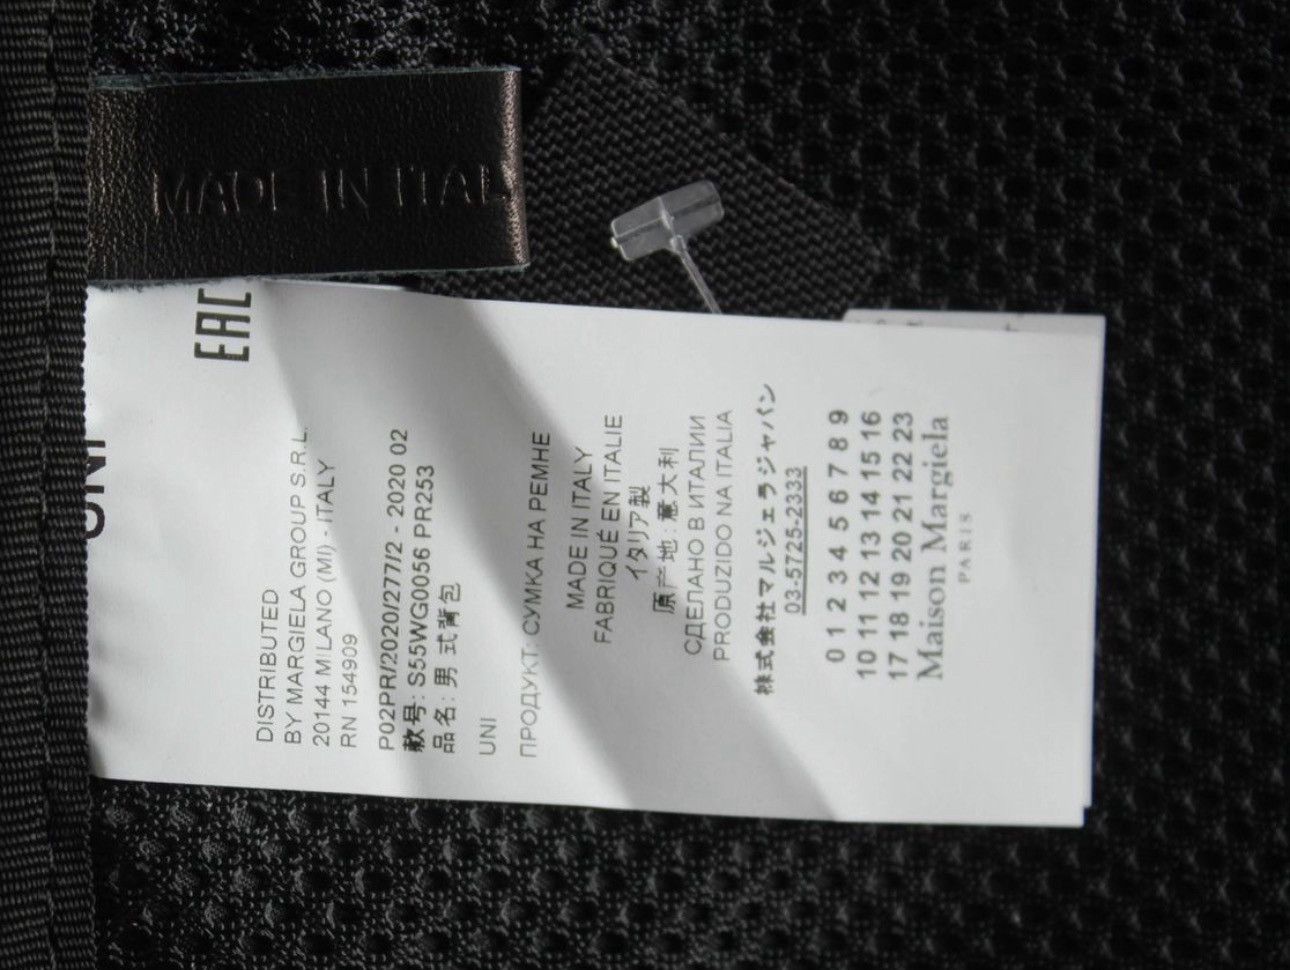 MADE IN ITAL
EAC
UNI
DISTRIBUTED
BY MARGIELA GROUP S.R.L.
20144 MILANO (MI) - ITALY
RN 154909
P02PR/2020/277/2 - 2020 02
款号: S55WG0056 PR253
品名: 男 式背包
UNI
ПРОДУКТ: СУМКА НА РЕМНЕ
MADE IN ITALY
FABRIQUÉ EN ITALIE
イタリア製
原产地: 意大利
СДЕЛАНО В ИТАЛИИ
PRODUZIDO NA ITALIA
株式会社マルジェラジャパン
03-5725-2333
0 1 2 3 4 5 6 7 8 9
10 11 12 13 14 15 16
17 18 19 20 21 22 23
Maison Margiela
PARIS